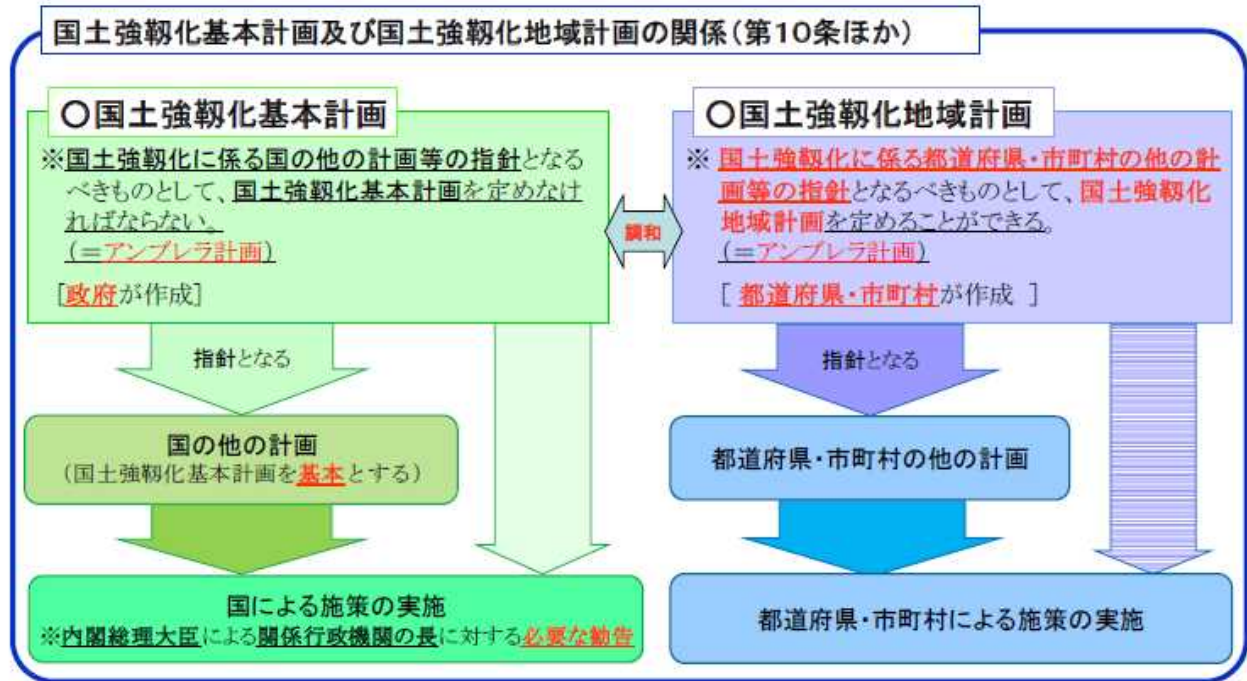 国土強靱化基本計画及び国土強靱化地域計画の関係(第10条ほか)
〇国土強靱化基本計画
※国土強靱化に係る国の他の計画等の指針となる
べきものとして、国土強靱化基本計画を定めなけ
ればならない。
(=アンブレラ計画)
[政府が作成]
調和
〇国土強靱化地域計画
※ 国土強靱化に係る都道府県・市町村の他の計
画等の指針となるべきものとして、国土強靱化
地域計画を定めることができる。
(=アンブレラ計画)
[ 都道府県・市町村が作成 ]
指針となる
指針となる
国の他の計画
(国土強靱化基本計画を基本とする)
都道府県・市町村の他の計画
国による施策の実施
※内閣総理大臣による関係行政機関の長に対する必要な勧告
都道府県・市町村による施策の実施